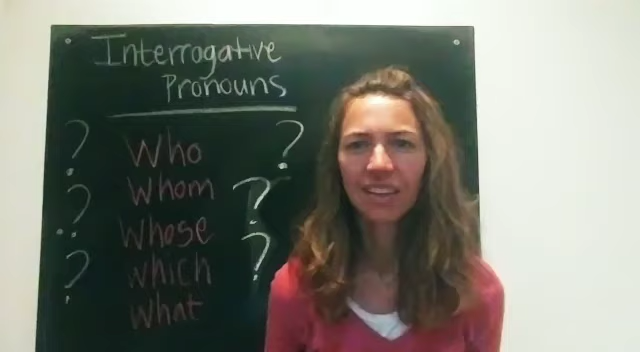 Interrogative
Pronouns
? Who ?
? Whom ?
Whose
? which ?
What